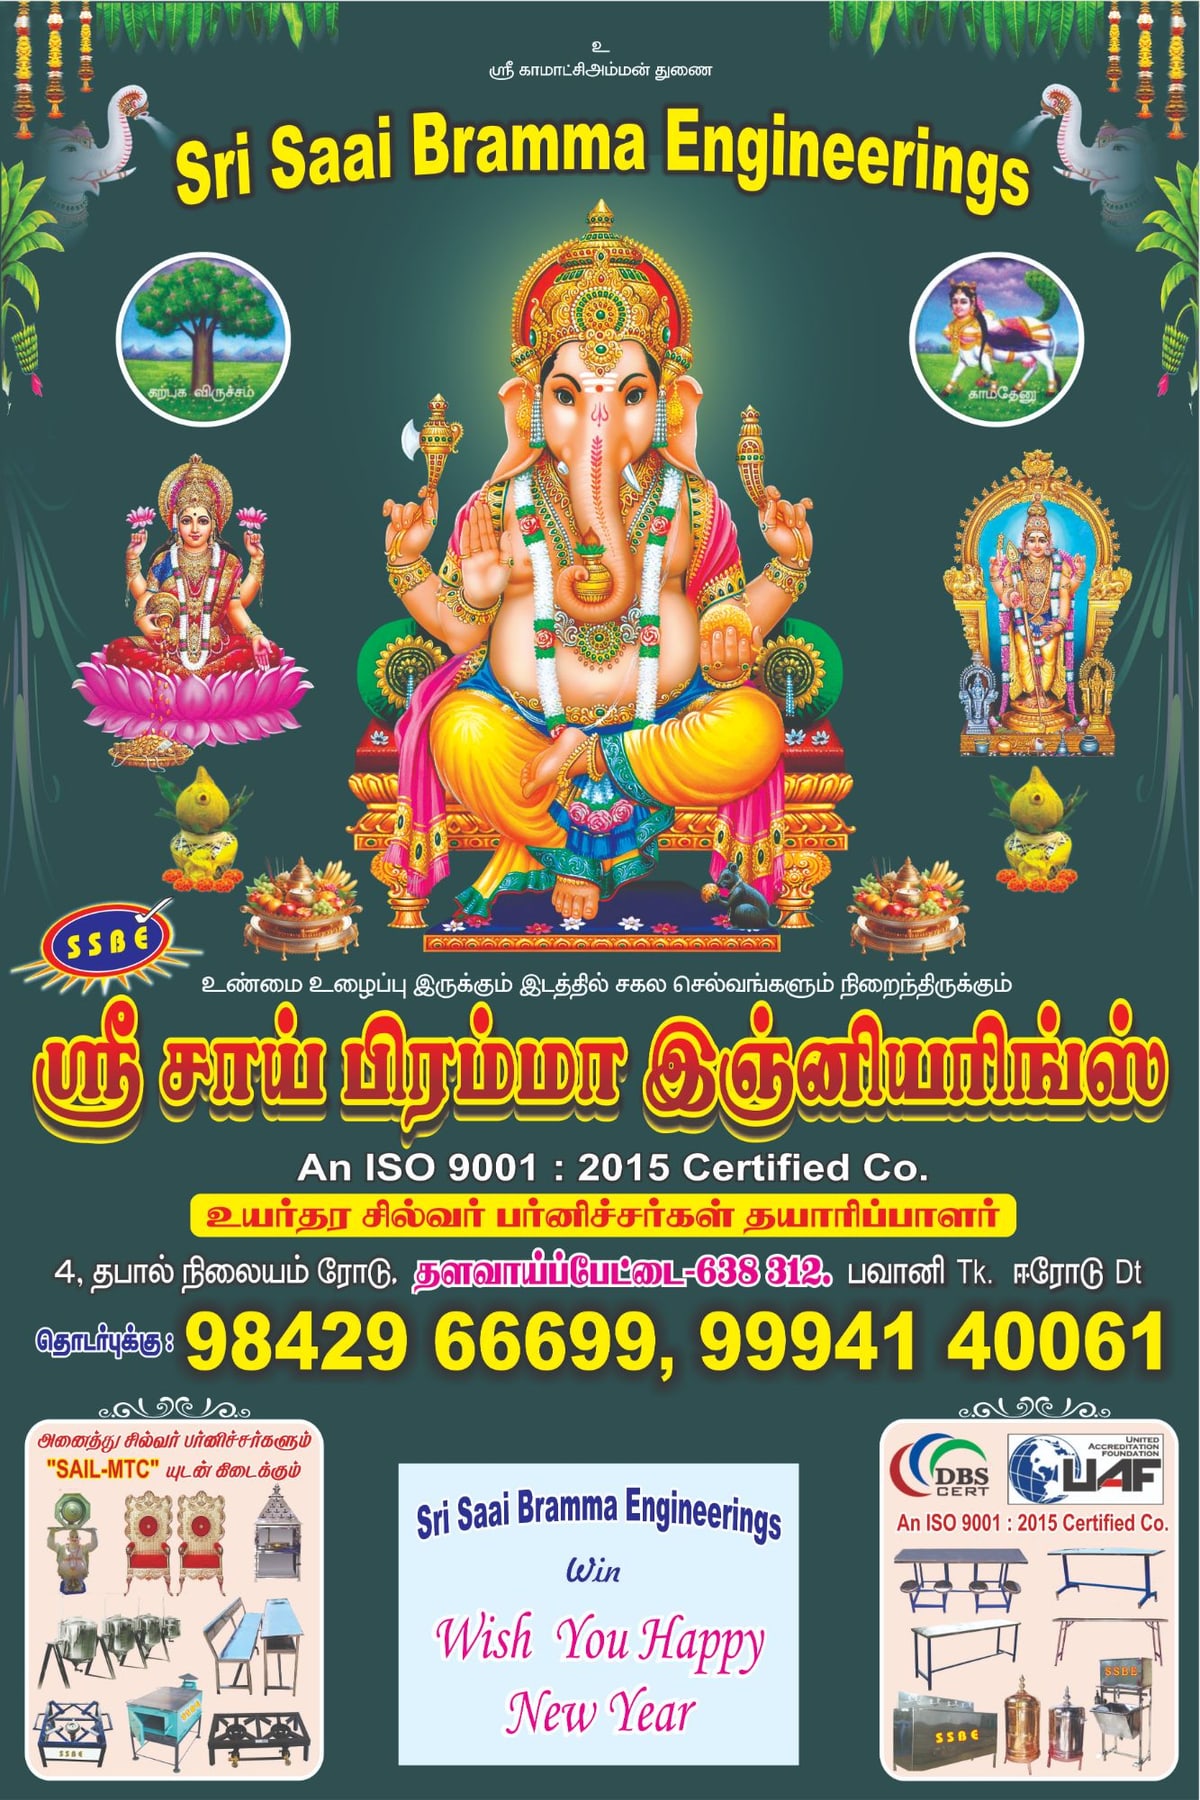 உ
ஸ்ரீ காமாட்சிஅம்மன் துணை
Sri Saai Bramma Engineerings
கற்பக விருச்சம்
காமதேனு
SSBE
உண்மை உழைப்பு இருக்கும் இடத்தில் சகல செல்வங்களும் நிறைந்திருக்கும்
ஸ்ரீ சாய் பிரம்மா இஞ்னியரிங்ஸ்
An ISO 9001 : 2015 Certified Co.
உயர்தர சில்வர் பர்னிச்சர்கள் தயாரிப்பாளர்
4, தபால் நிலையம் ரோடு, தளவாய்ப்பேட்டை-638 312. பவானி Tk. ஈரோடு Dt
தொடர்புக்கு : 98429 66699, 99941 40061
அனைத்து சில்வர் பர்னிச்சர்களும்
"SAIL-MTC" யுடன் கிடைக்கும்
SSBE
Sri Saai Bramma Engineerings
Win
Wish You Happy
New Year
DBS
CERT
UNITED
ACCREDITATION
FOUNDATION
UAF
An ISO 9001 : 2015 Certified Co.
SSBE
SSBE